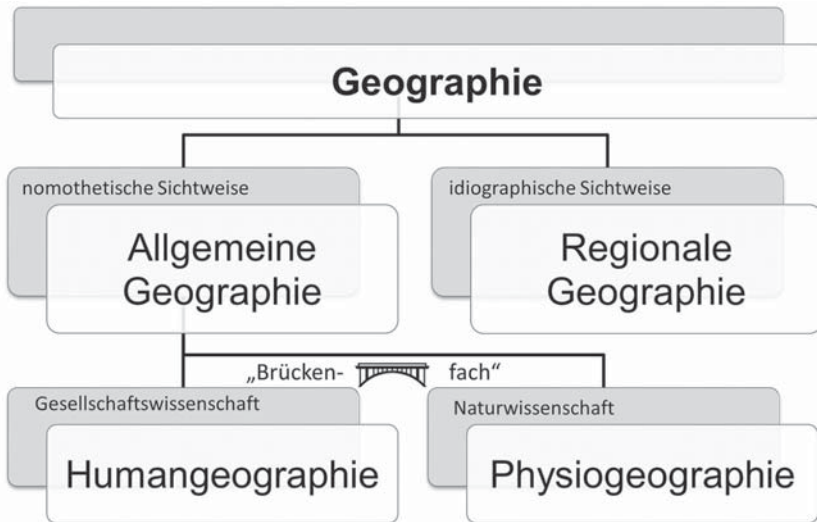 Geographie
nomothetische Sichtweise
Allgemeine
Geographie
idiographische Sichtweise
Regionale
Geographie
„Brücken- fach“
Gesellschaftswissenschaft
Humangeographie
Naturwissenschaft
Physiogeographie